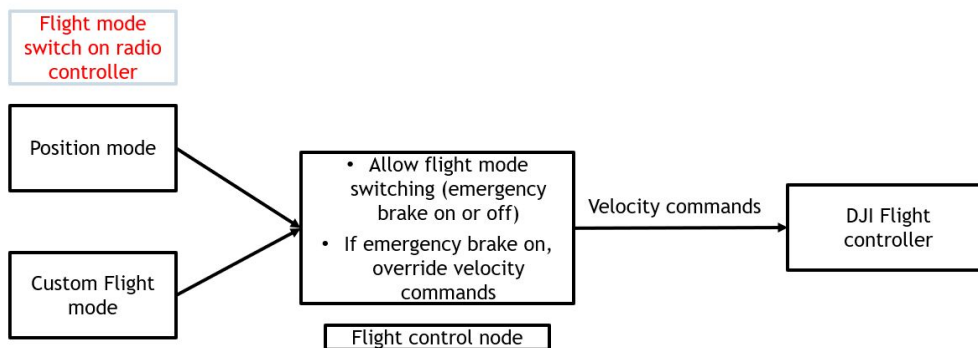 Flight mode
switch on radio
controller
Position mode
Custom Flight
mode
• Allow flight mode
switching (emergency
brake on or off)
• If emergency brake on,
override velocity
commands
Flight control node
Velocity commands
DJI Flight
controller